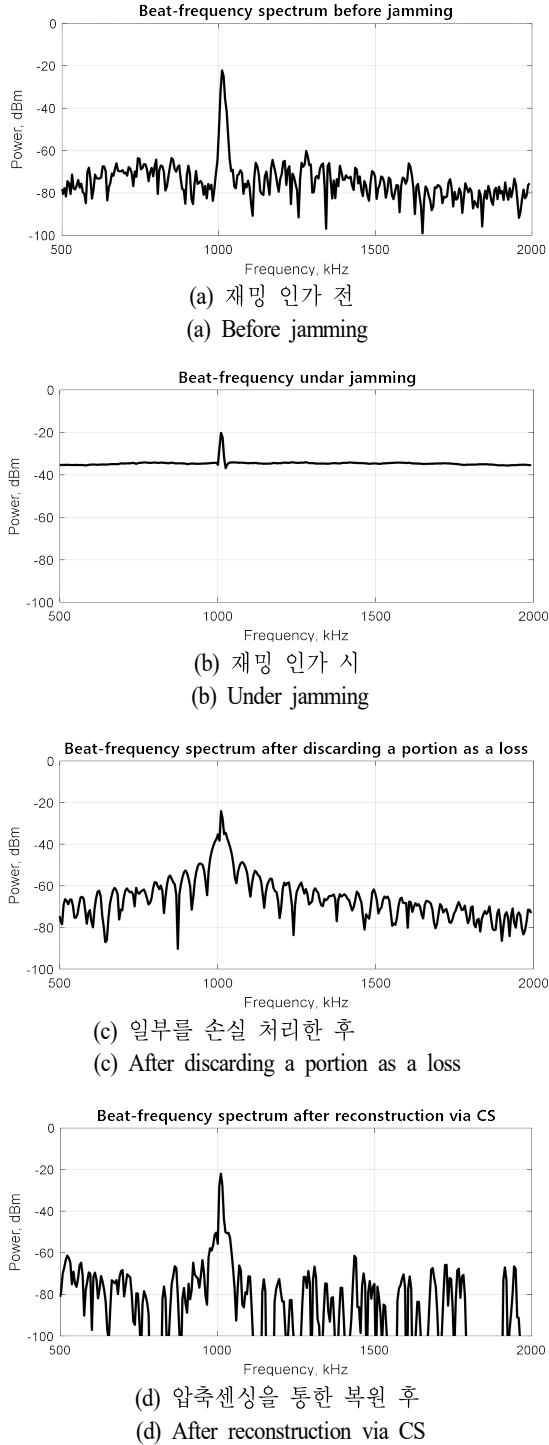 Beat-frequency spectrum before jamming
Power, dBm
0
-20
-40
-60
-80
-100
500
1000
1500
2000
Frequency, kHz
(a) 재밍 인가 전
(a) Before jamming
Beat-frequency undar jamming
Power, dBm
0
-20
-40
-60
-80
-100
500
1000
1500
2000
Frequency, kHz
(b) 재밍 인가 시
(b) Under jamming
Beat-frequency spectrum after discarding a portion as a loss
Power, dBm
0
-20
-40
-60
-80
-100
500
1000
1500
2000
Frequency, kHz
(c) 일부를 손실 처리한 후
(c) After discarding a portion as a loss
Beat-frequency spectrum after reconstruction via CS
Power, dBm
0
-20
-40
-60
-80
-100
500
1000
1500
2000
Frequency, kHz
(d) 압축센싱을 통한 복원 후
(d) After reconstruction via CS